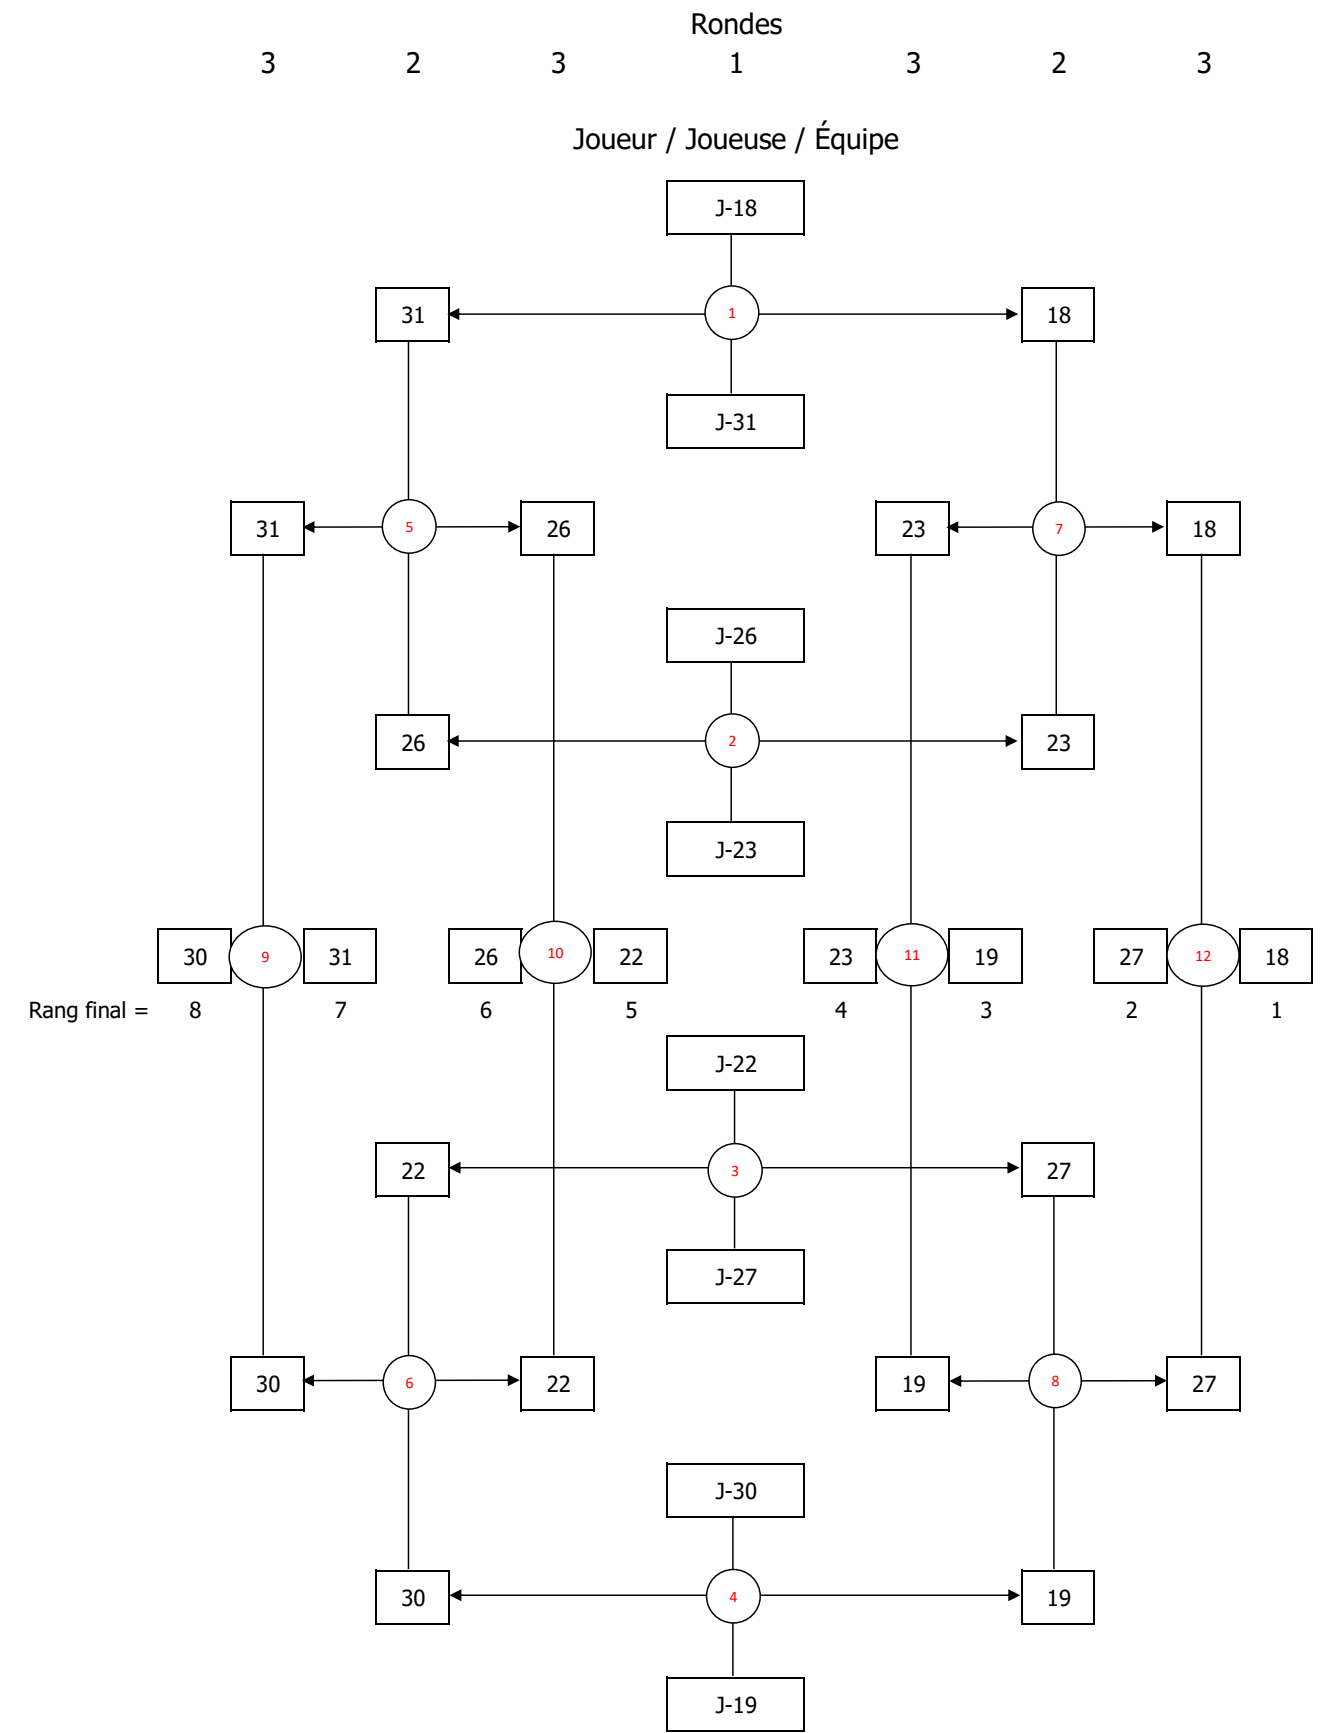 Rondes
3 2 3 1 3 2 3
Joueur / Joueuse / Équipe
J-18
31 1 18
J-31
31 5 26 23 7 18
J-26
26 2 23
J-23
30 9 31 26 10 22 23 11 19 27 12 18
Rang final = 8 7 6 5 4 3 2 1
J-22
22 3 27
J-27
30 6 22 19 8 27
J-30
30 4 19
J-19